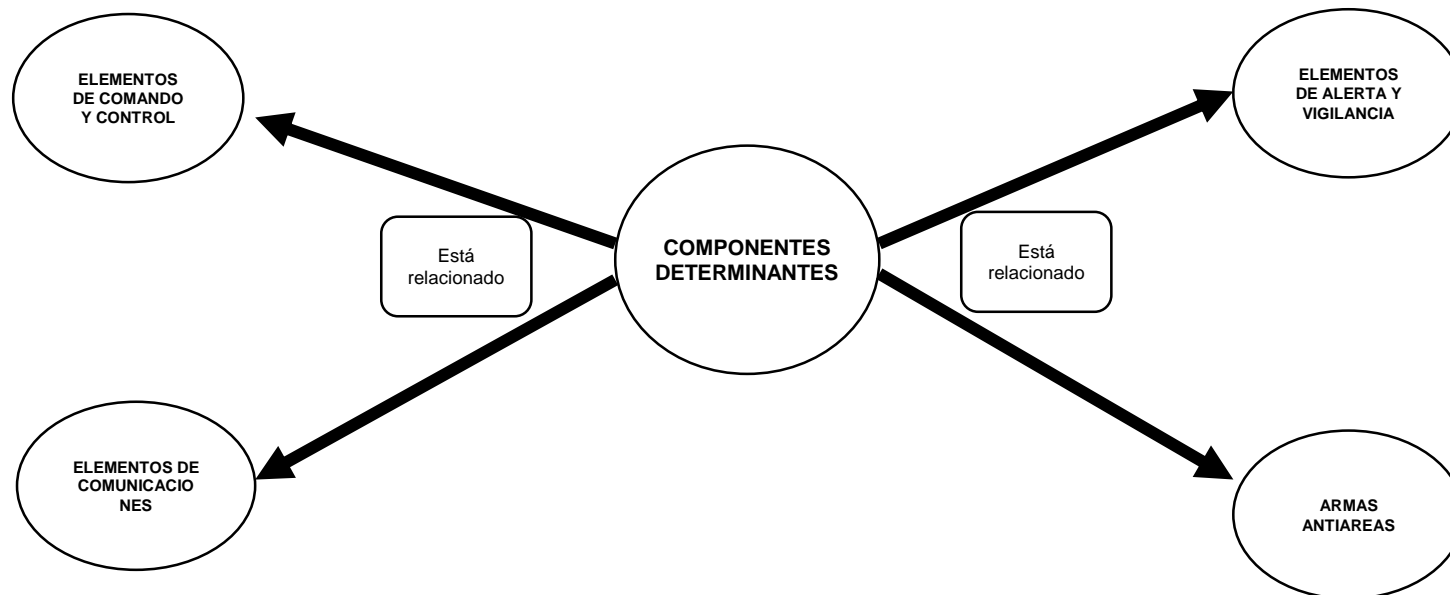 ELEMENTOS
DE COMANDO
Y CONTROL
ELEMENTOS
DE ALERTA Y
VIGILANCIA
COMPONENTES
DETERMINANTES
Está
relacionado
Está
relacionado
ELEMENTOS DE
COMUNICACIO
NES
ARMAS
ANTIAREAS